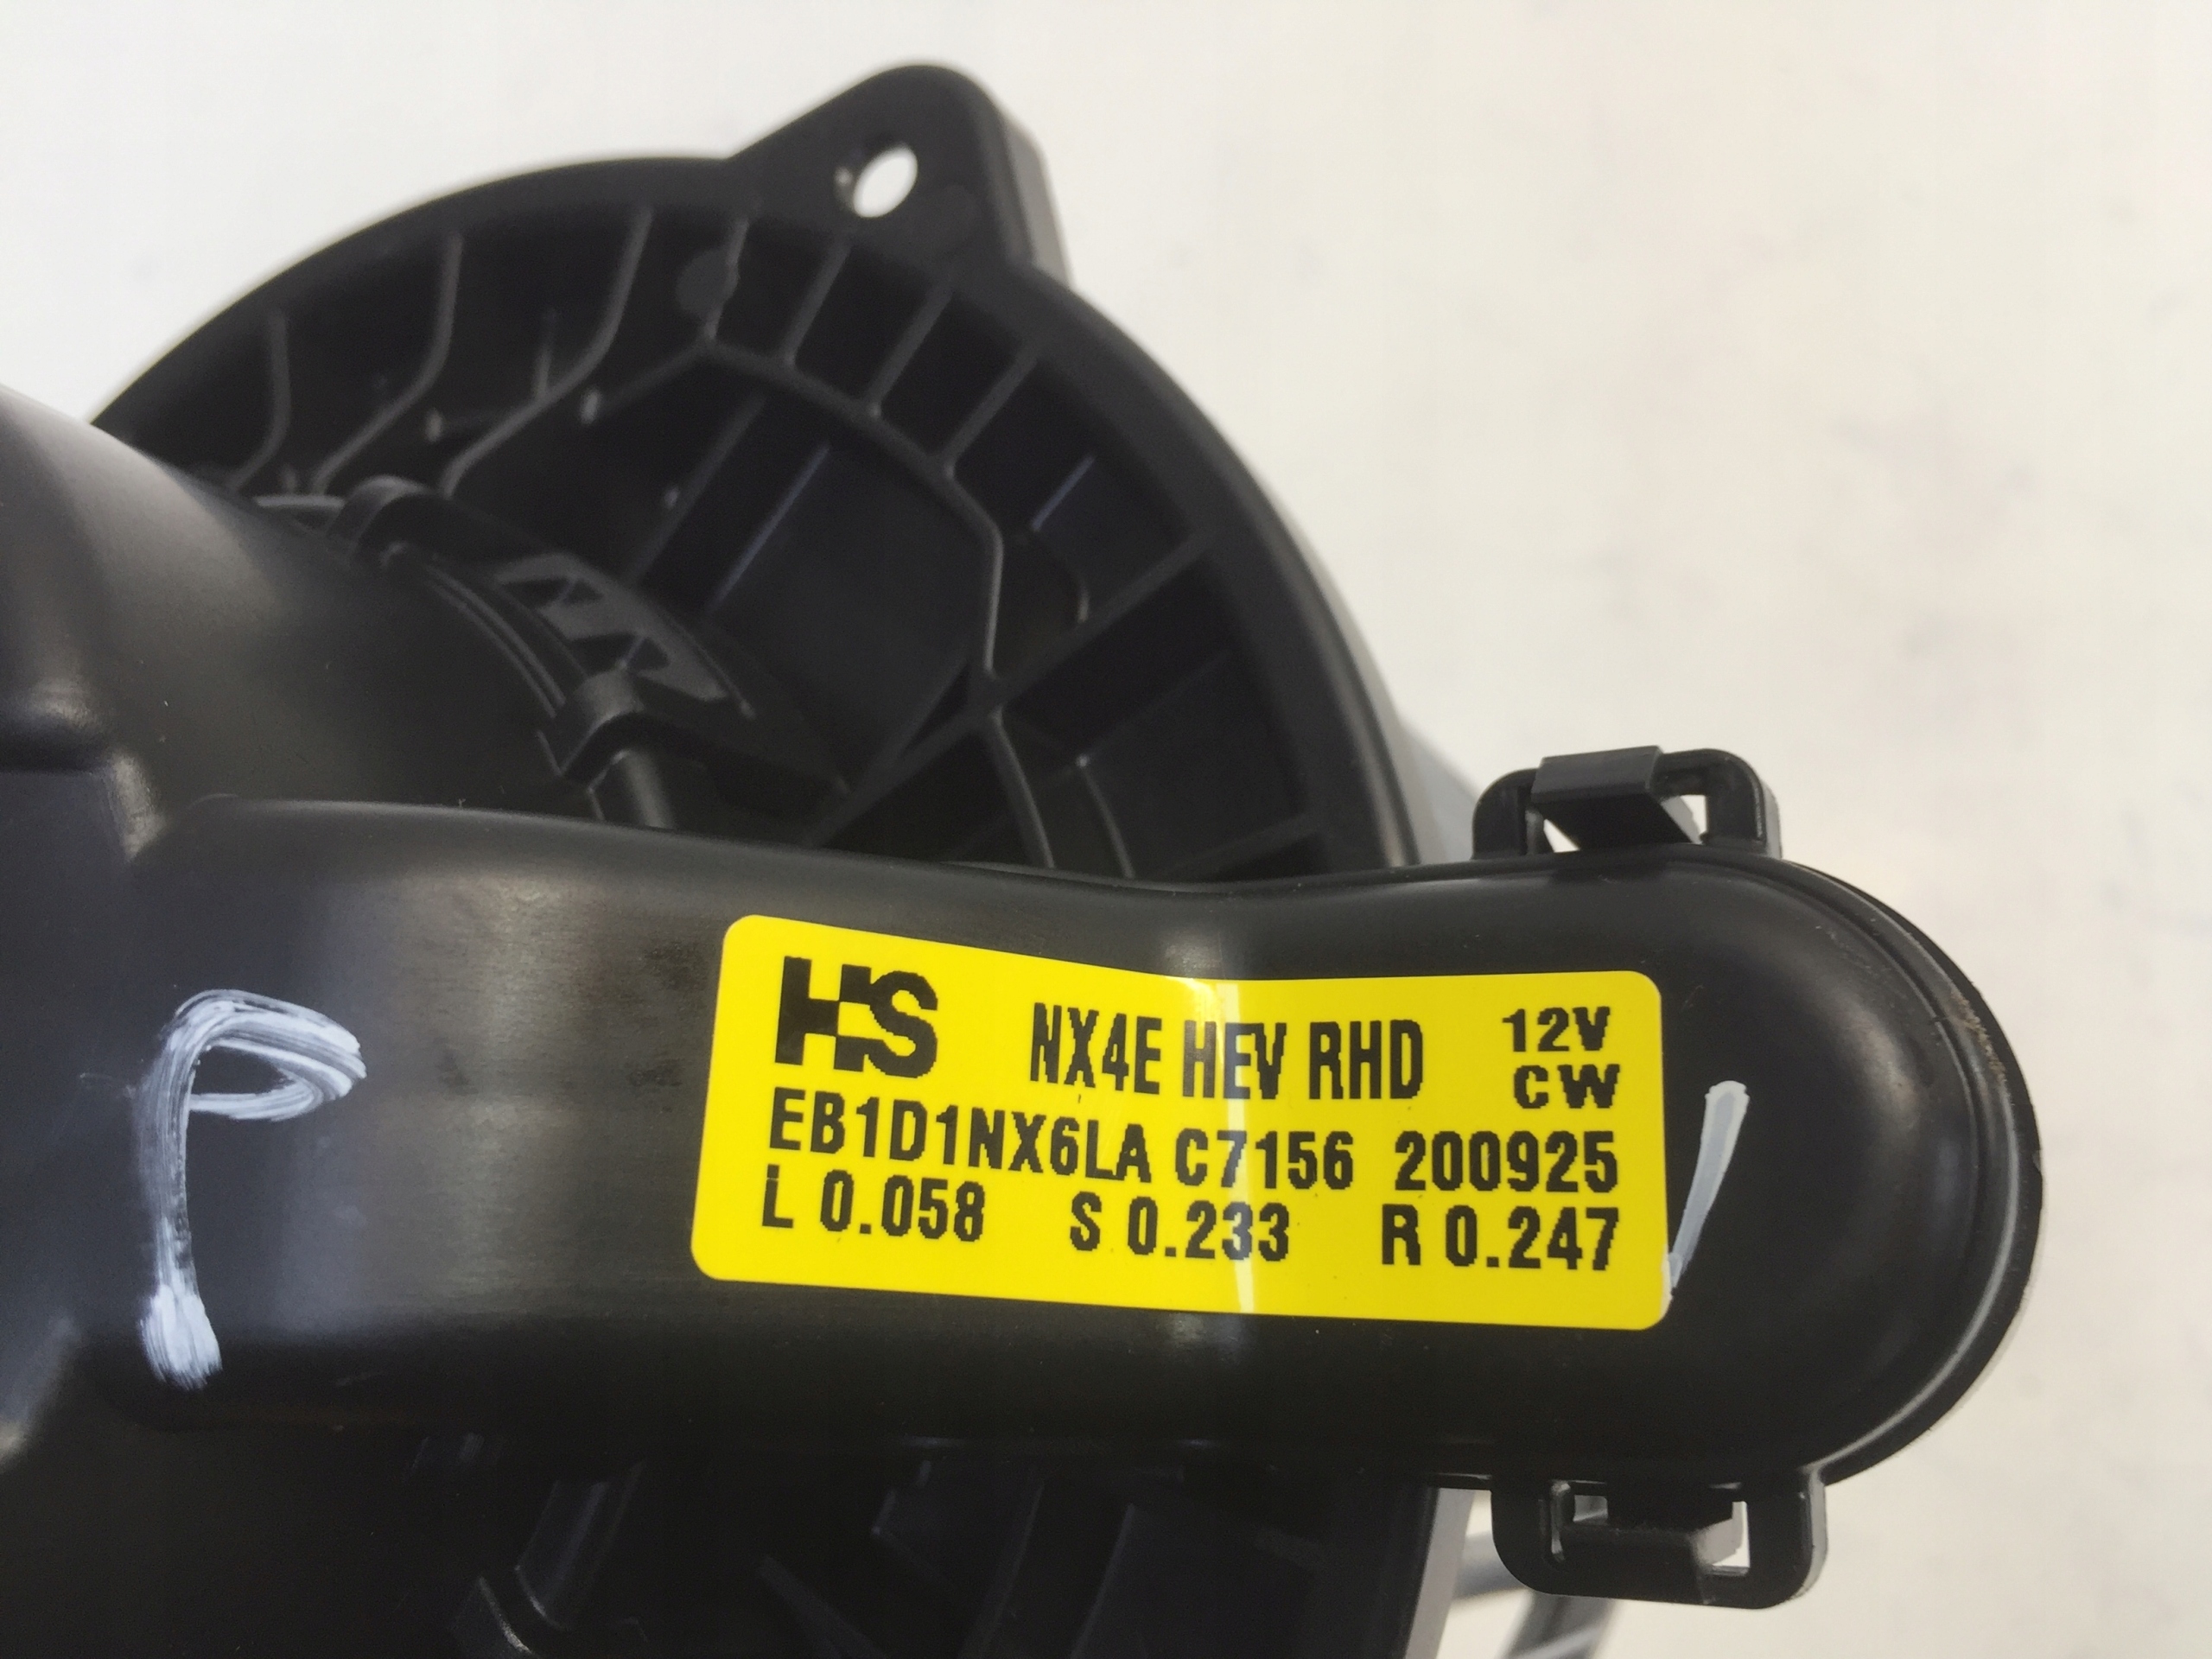 HS NX4E HEV RHD 12V
CW
EB1D1NX6LA C7156 200925
L 0.058 S 0.233 R 0.247
P